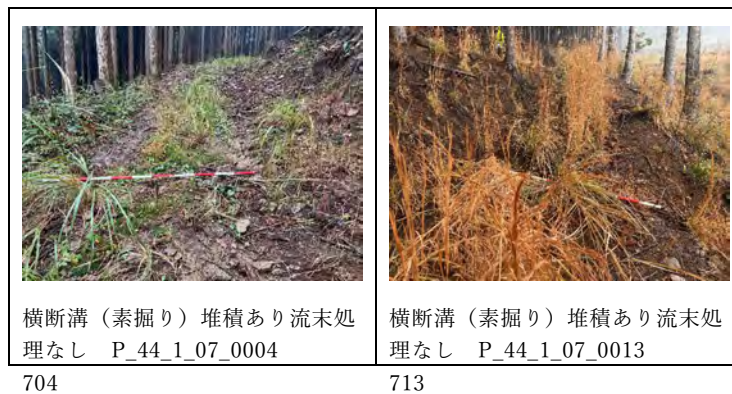 横断溝（素掘り）堆積あり流末処
理なし　P_44_1_07_0004
横断溝（素掘り）堆積あり流末処
理なし　P_44_1_07_0013
704
713